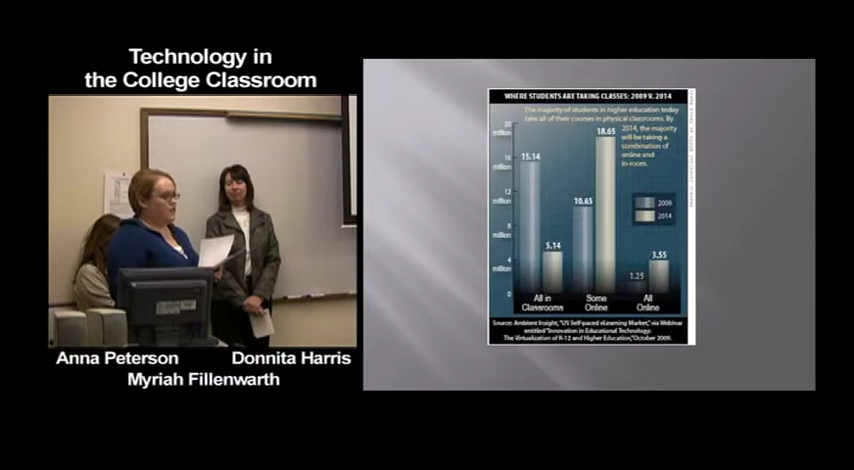 Technology in
the College Classroom
Anna Peterson
Donnita Harris
Myriah Fillenwarth
WHERE STUDENTS ARE TAKING CLASSES: 2009 V. 2014
The majority of students in higher education today
take all of their courses in physical classrooms. By
2014, the majority
will be taking a
combination of
online and
in-room.
20
million
16
million
12
million
8
million
4
million
0
15.14
5.14
10.65
18.65
1.25
3.55
2009
2014
All in
Classrooms
Some
Online
All
Online
Source: Ambient Insight, "US Self-paced eLearning Market," via Webinar
entitled "Innovation in Educational Technology:
The Virtualization of K-12 and Higher Education," October 2009.